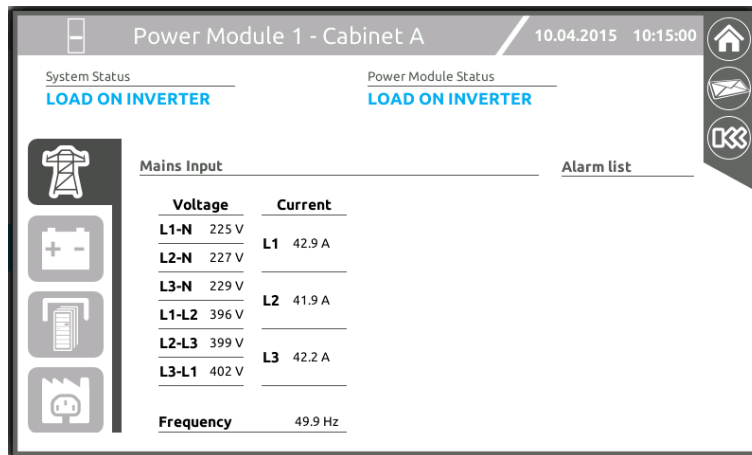 Power Module 1 - Cabinet A
10.04.2015 10:15:00
System Status
LOAD ON INVERTER
Power Module Status
LOAD ON INVERTER
Mains Input
Alarm list
Voltage Current
L1-N 225 V
L1 42.9 A
L2-N 227 V
L3-N 229 V
L2 41.9 A
L1-L2 396 V
L2-L3 399 V
L3 42.2 A
L3-L1 402 V
Frequency 49.9 Hz